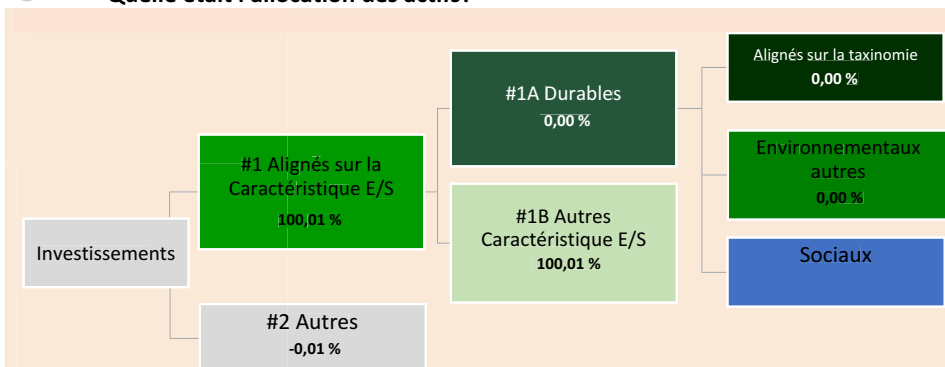 Quelle était l'allocation des actifs?
Alignés sur la taxinomie
0,00 %
#1A Durables
0,00 %
#1 Alignés sur la
Caractéristique E/S
100,01 %
Environnementaux
autres
0,00 %
#1B Autres
Caractéristique E/S
100,01 %
Investissements
Sociaux
#2 Autres
-0,01 %